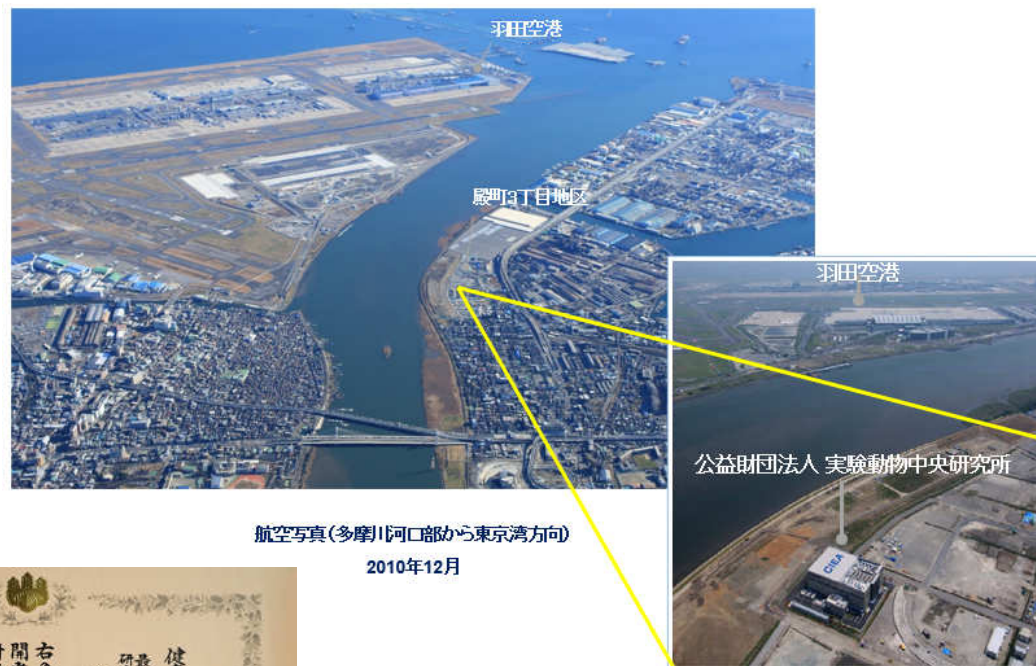 羽田空港
殿町3丁目地区
羽田空港
公益財団法人 実験動物中央研究所
CIEA
航空写真(多摩川河口部から東京湾方向)
2010年12月